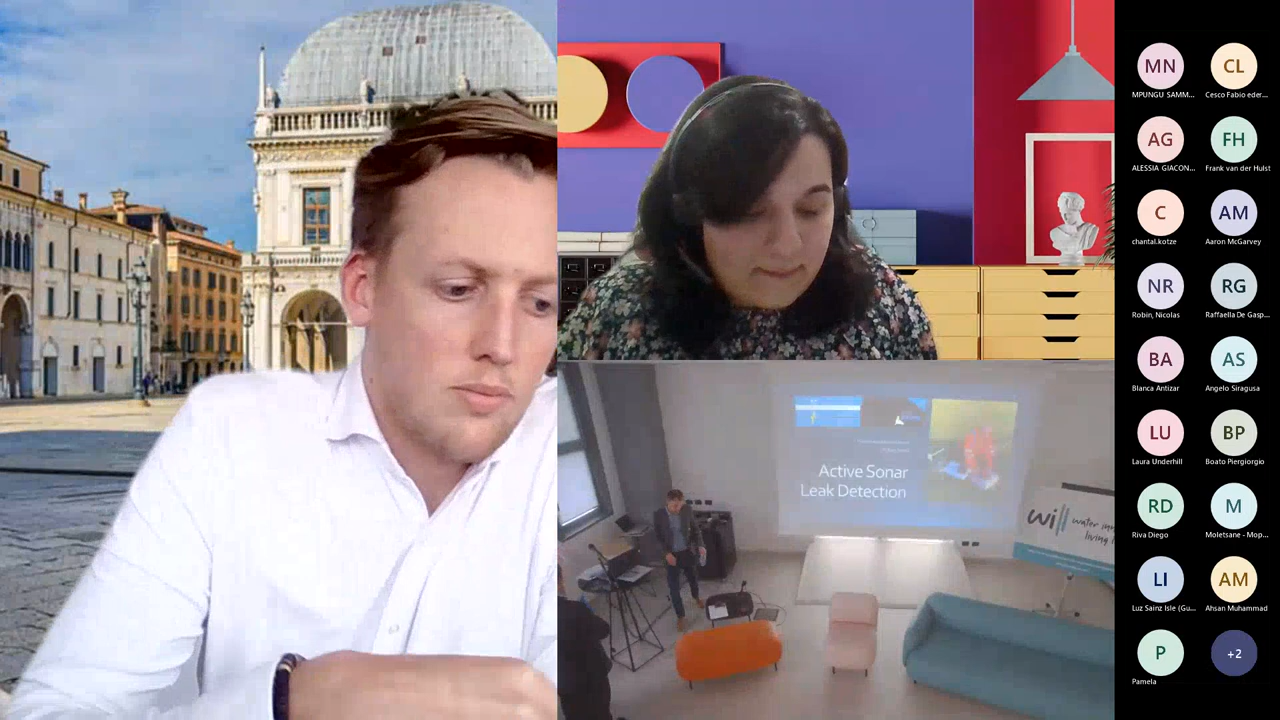 Active Sonar
Leak Detection
will
water
living
MN
MPUNGU SAMM...
CL
Cesco Fabio eder...
AG
ALESSIA GIACON...
FH
Frank van der Hulst
C
chantal.kotze
AM
Aaron McGarvey
NR
Robin, Nicolas
RG
Raffaella De Gasp...
BA
Blanca Antizar
AS
Angelo Siragusa
LU
Laura Underhill
BP
Boato Piergiorgio
RD
Riva Diego
M
Moletsane - Mop...
LI
Luz Sainz Isle (Gu...
AM
Ahsan Muhammad
P
Pamela
+2